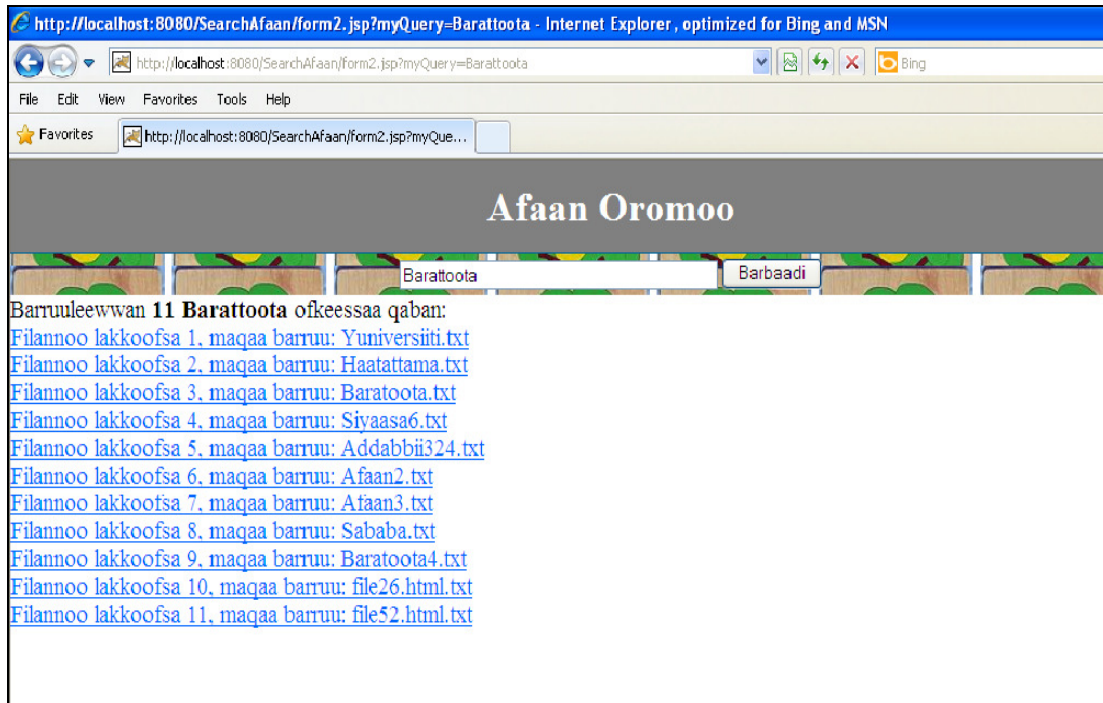 http://localhost:8080/SearchAfaan/form2.jsp?myQuery=Barattoota - Internet Explorer, optimized for Bing and MSN
http://localhost:8080/SearchAfaan/form2.jsp?myQuery=Barattoota Bing
File Edit View Favorites Tools Help
Favorites http://localhost:8080/SearchAfaan/form2.jsp?myQue...
Afaan Oromoo
Barattoota Barbaadi
Barruuleewwan 11 Barattoota ofkeessaa qaban:
Filannoo lakkoofsa 1, maqaa barruu: Yuniversiiti.txt
Filannoo lakkoofsa 2, maqaa barruu: Haatattama.txt
Filannoo lakkoofsa 3, maqaa barruu: Baratoota.txt
Filannoo lakkoofsa 4, maqaa barruu: Siyaasa6.txt
Filannoo lakkoofsa 5, maqaa barruu: Addabbii324.txt
Filannoo lakkoofsa 6, maqaa barruu: Afaan2.txt
Filannoo lakkoofsa 7, maqaa barruu: Afaan3.txt
Filannoo lakkoofsa 8, maqaa barruu: Sababa.txt
Filannoo lakkoofsa 9, maqaa barruu: Baratoota4.txt
Filannoo lakkoofsa 10, maqaa barruu: file26.html.txt
Filannoo lakkoofsa 11, maqaa barruu: file52.html.txt